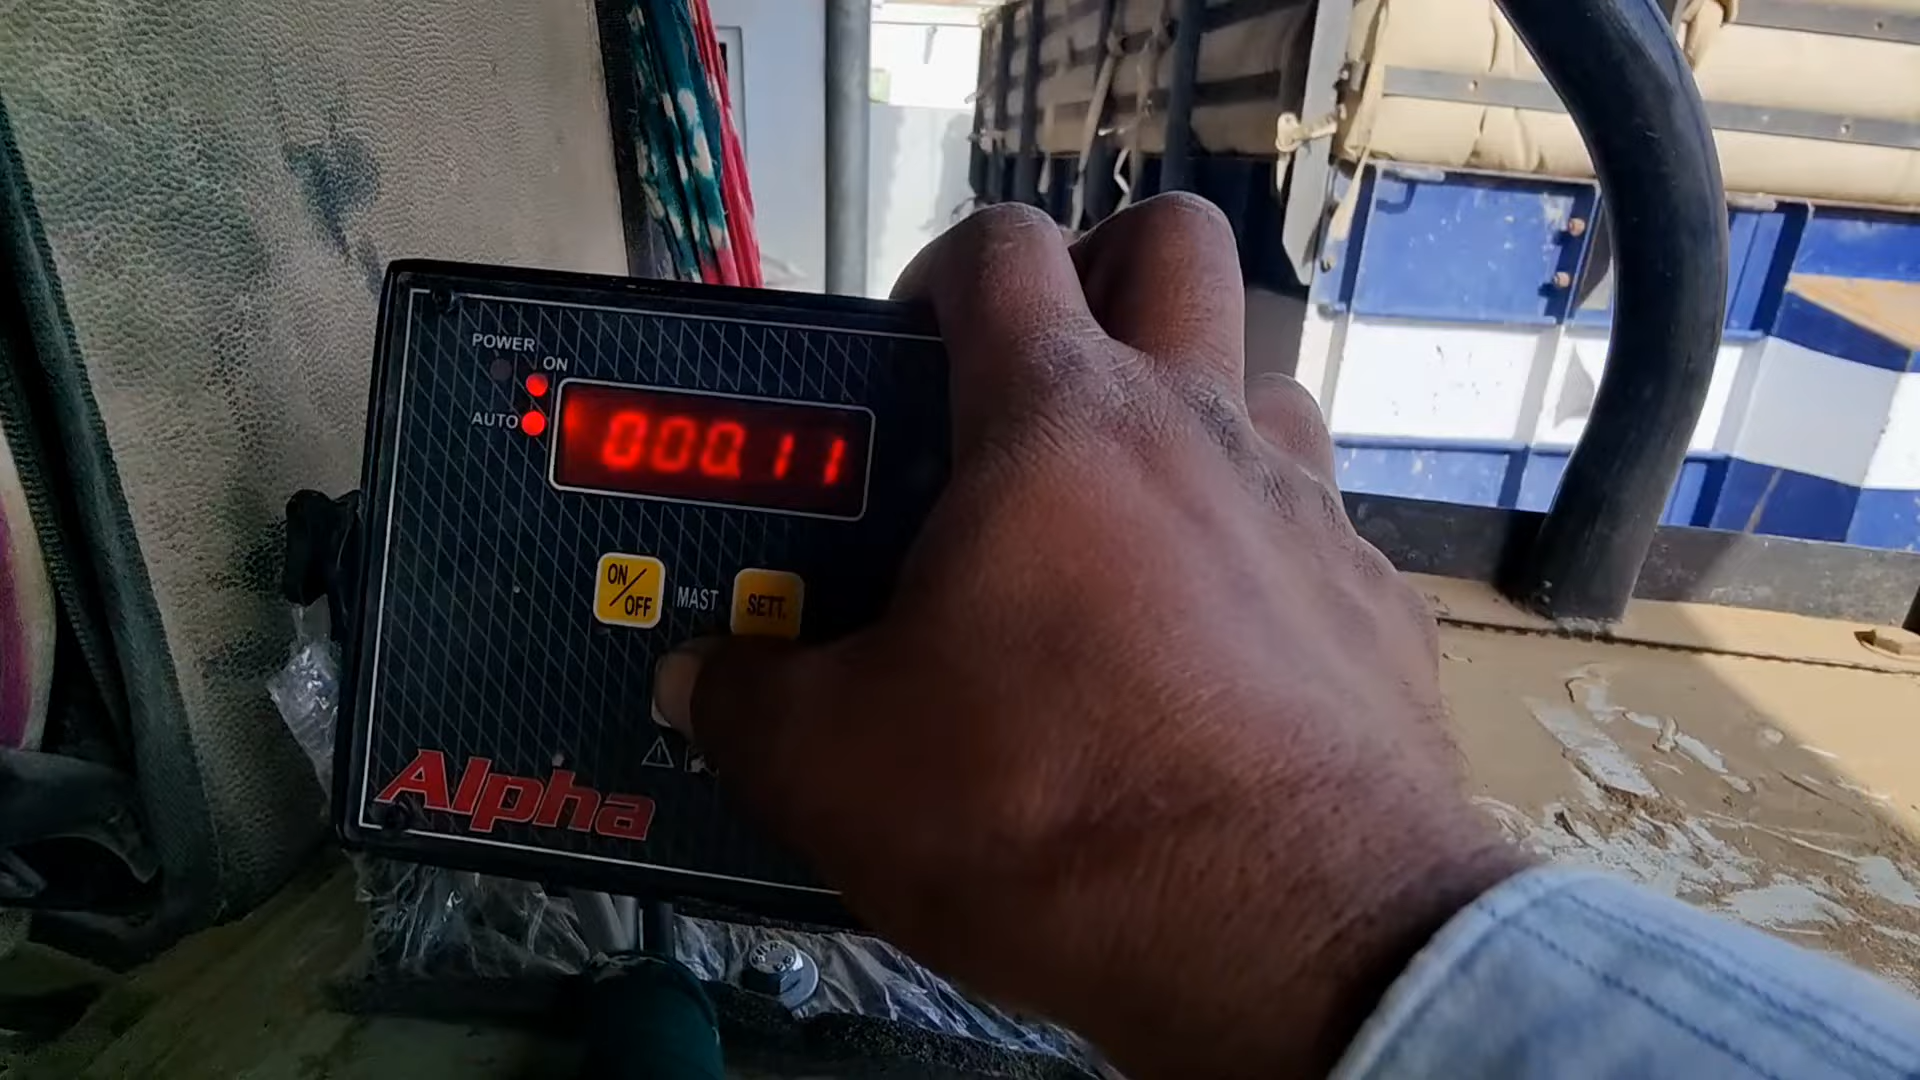 POWER
ON
AUTO
000.11
ON/OFF
MAST
SETT.
Alpha